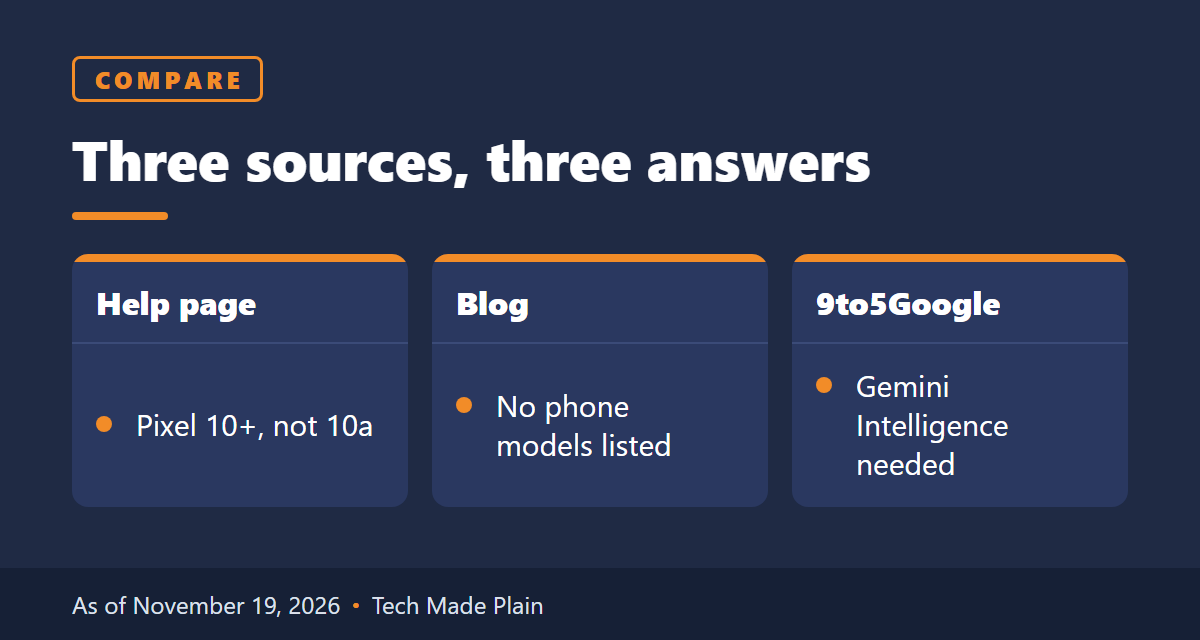 COMPARE
Three sources, three answers
Help page
Pixel 10+, not 10a
Blog
No phone
models listed
9to5Google
Gemini
Intelligence
needed
As of November 19, 2026 • Tech Made Plain